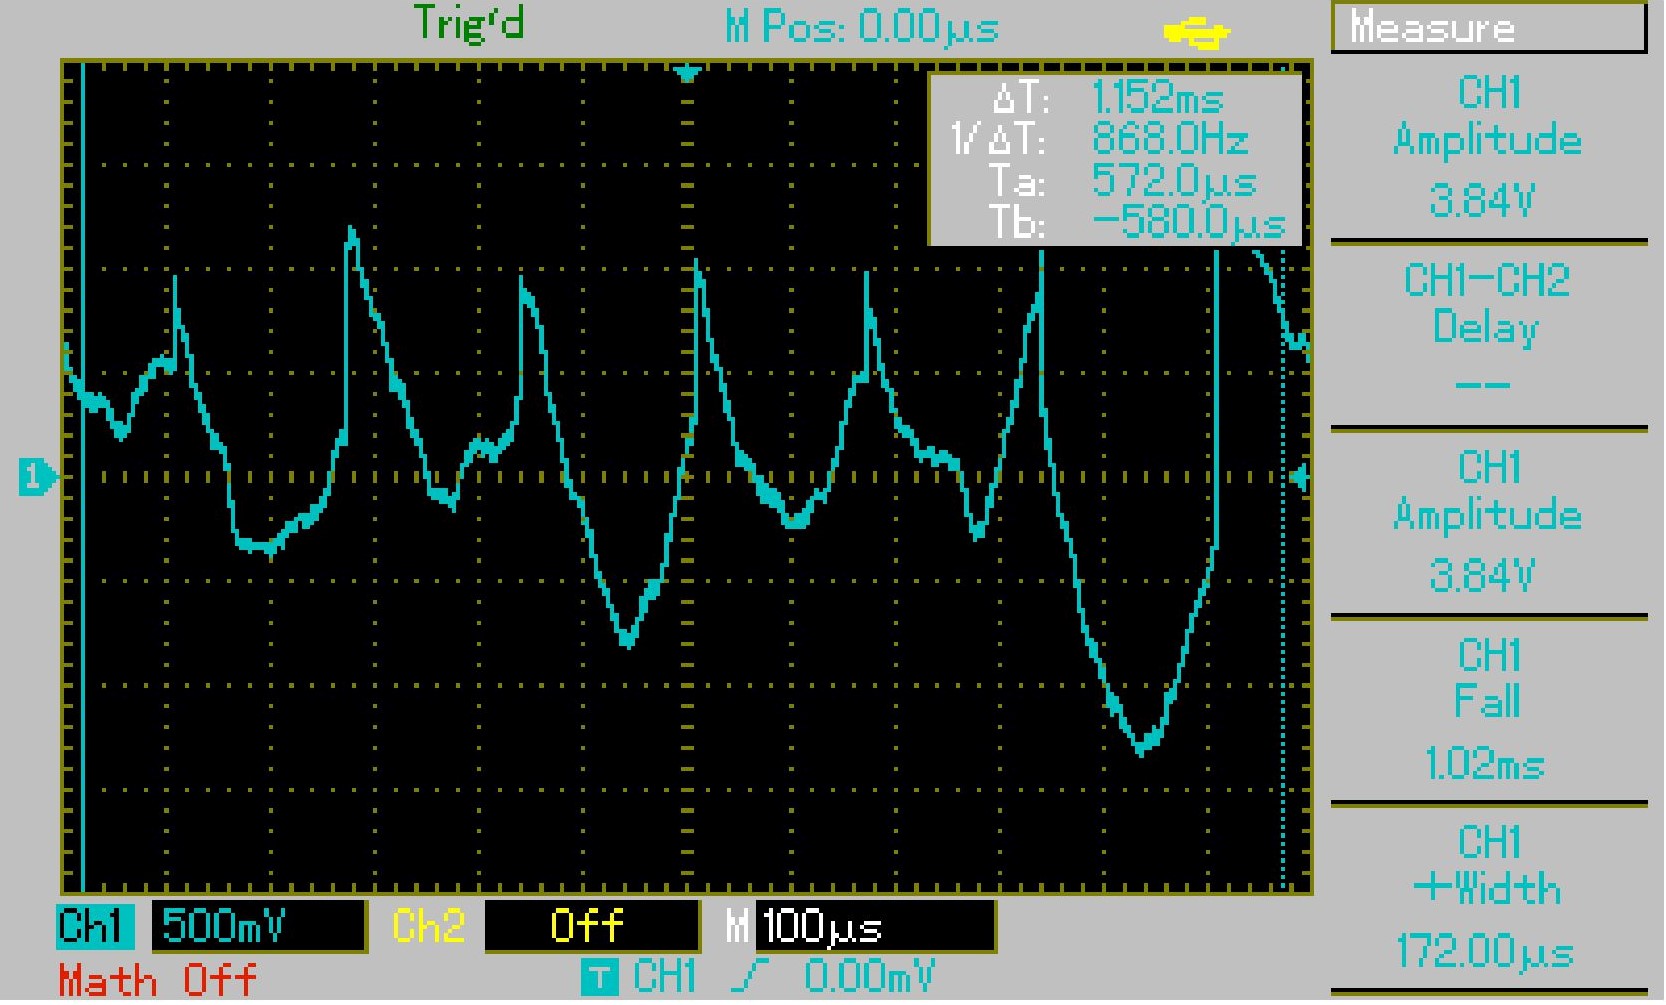 Trig'd M Pos: 0.00µs
Measure
ΔT: 1.152ms
1/ΔT: 868.0Hz
Ta: 572.0µs
Tb: -580.0µs
CH1
Amplitude
3.84V
CH1-CH2
Delay
--
CH1
Amplitude
3.84V
CH1
Fall
1.02ms
CH1
+Width
172.00µs
1
Ch1 500mV Ch2 Off M 100µs
Math Off T CH1 0.00mV